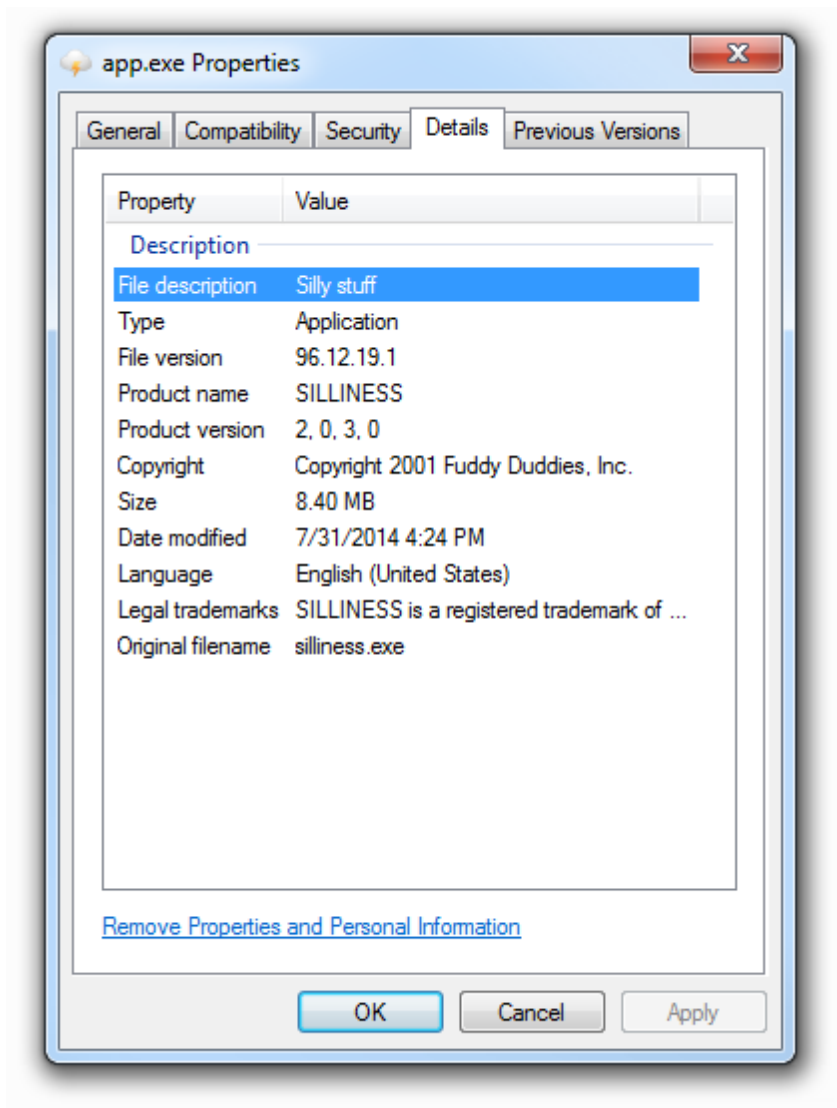 app.exe Properties
General Compatibility Security Details Previous Versions
Property Value
Description
File description Silly stuff
Type Application
File version 96.12.19.1
Product name SILLINESS
Product version 2, 0, 3, 0
Copyright Copyright 2001 Fuddy Duddies, Inc.
Size 8.40 MB
Date modified 7/31/2014 4:24 PM
Language English (United States)
Legal trademarks SILLINESS is a registered trademark of ...
Original filename silliness.exe
Remove Properties and Personal Information
OK Cancel Apply